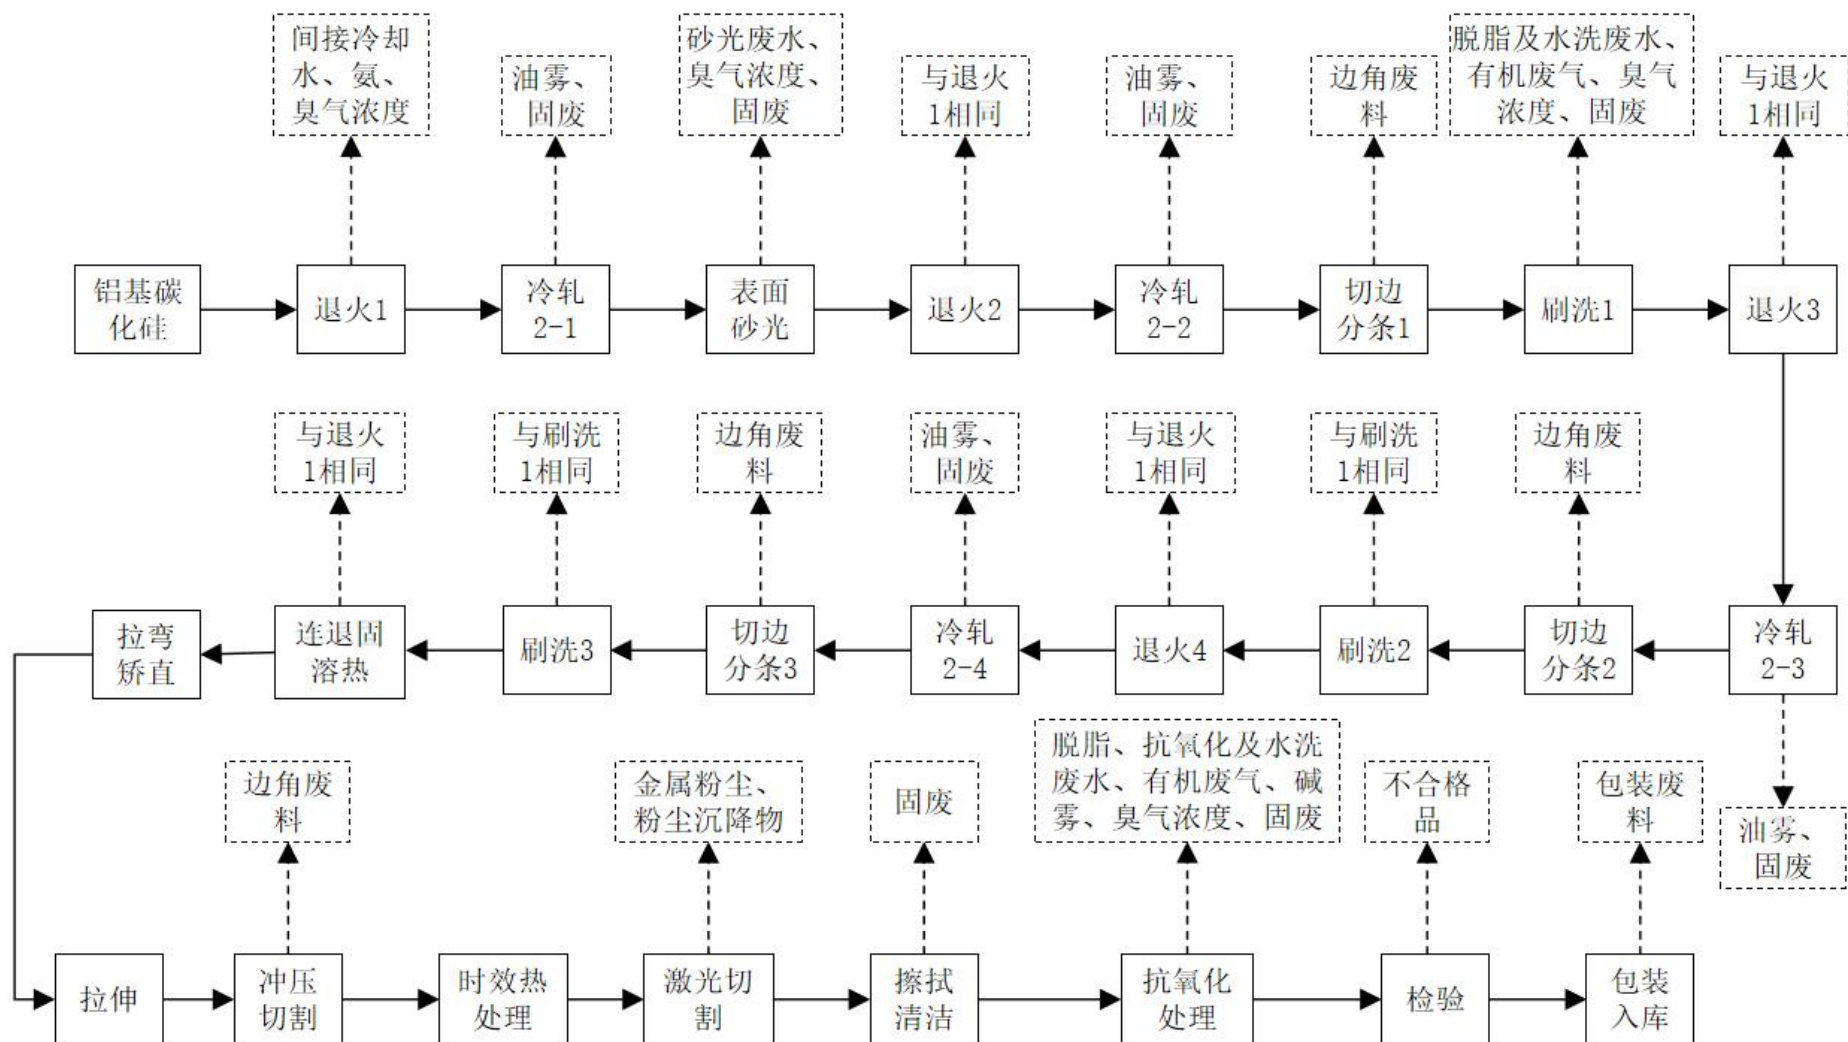 间接冷却
水、氨、
臭气浓度
油雾、
固废
砂光废水、
臭气浓度、
固废
与退火
1相同
油雾、
固废
边角废
料
脱脂及水洗废水、
有机废气、臭气
浓度、固废
与退火
1相同
铝基碳
化硅
退火1
冷轧
2-1
表面
砂光
退火2
冷轧
2-2
切边
分条1
刷洗1
退火3
与退火
1相同
与刷洗
1相同
边角废
料
油雾、
固废
与退火
1相同
与刷洗
1相同
边角废
料
拉弯
矫直
连退固
溶热
刷洗3
切边
分条3
冷轧
2-4
退火4
刷洗2
切边
分条2
冷轧
2-3
边角废
料
金属粉尘、
粉尘沉降物
固废
脱脂、抗氧化及水洗
废水、有机废气、碱
雾、臭气浓度、固废
不合格
品
包装废
料
油雾、
固废
拉伸
冲压
切割
时效热
处理
激光切
割
擦拭
清洁
抗氧化
处理
检验
包装
入库